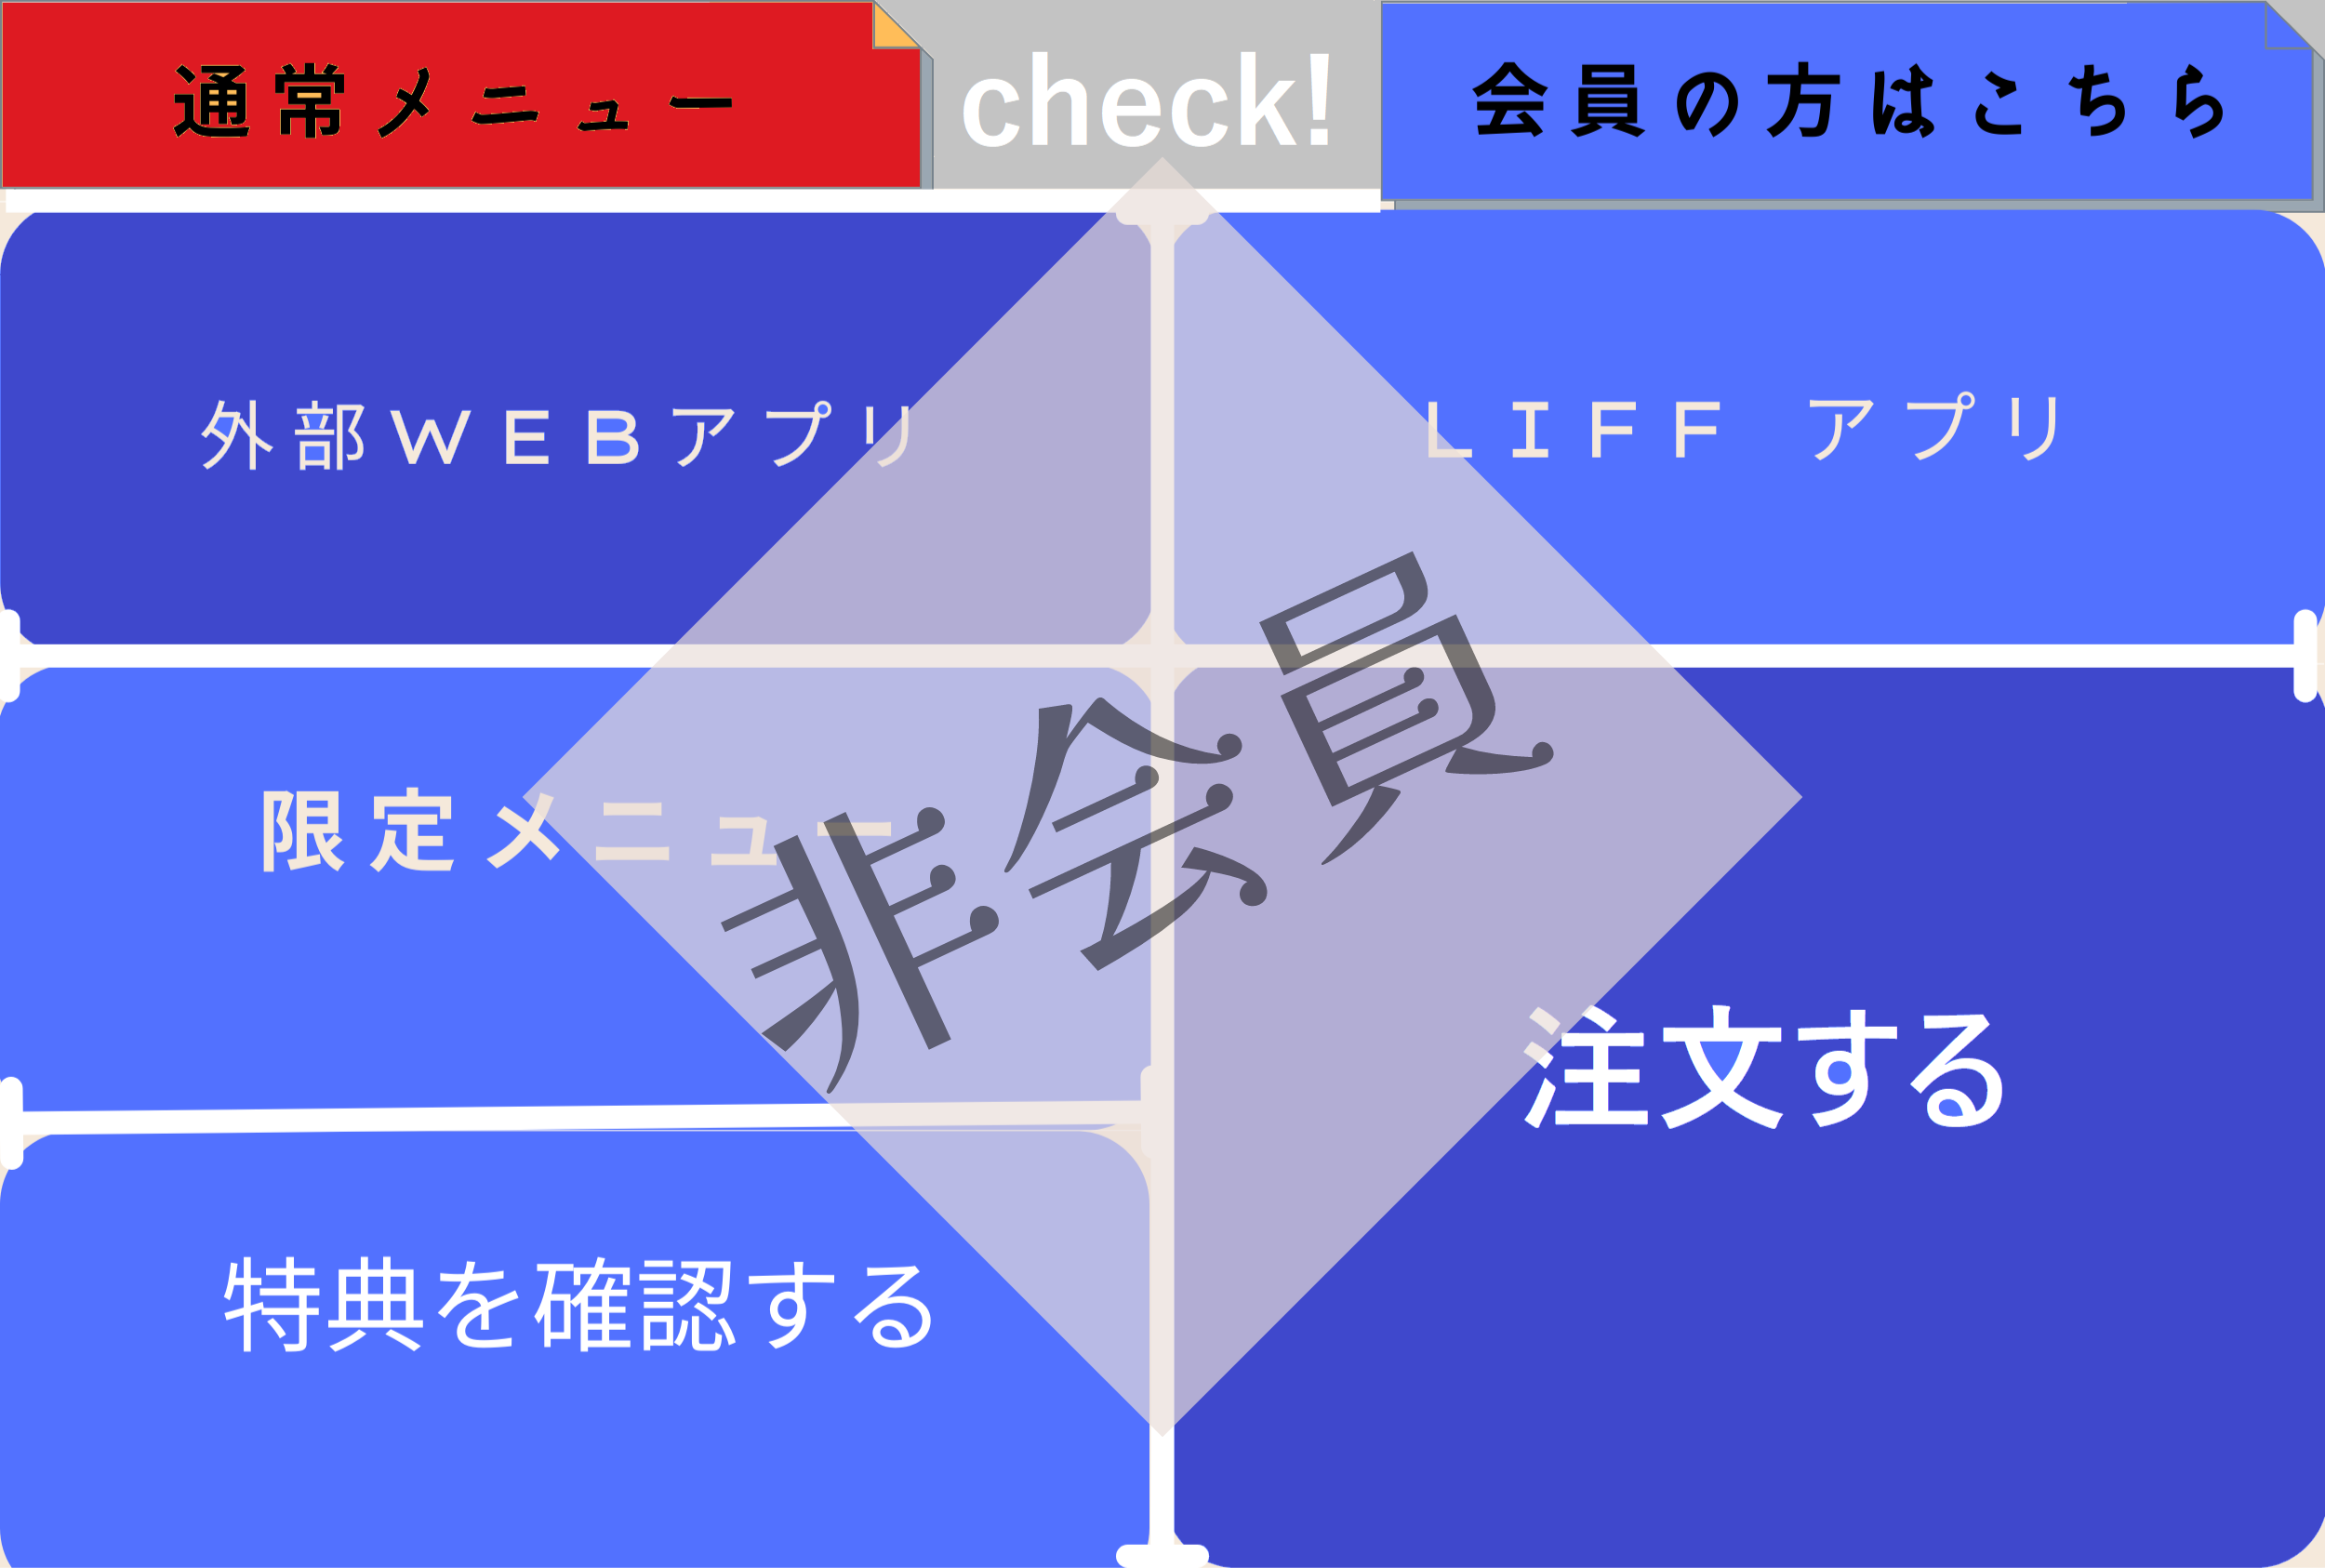 通常メニュー
check!
会員の方はこちら
外部WEBアプリ
LIFF アプリ
非会員
限定メニュー
注文する
特典を確認する